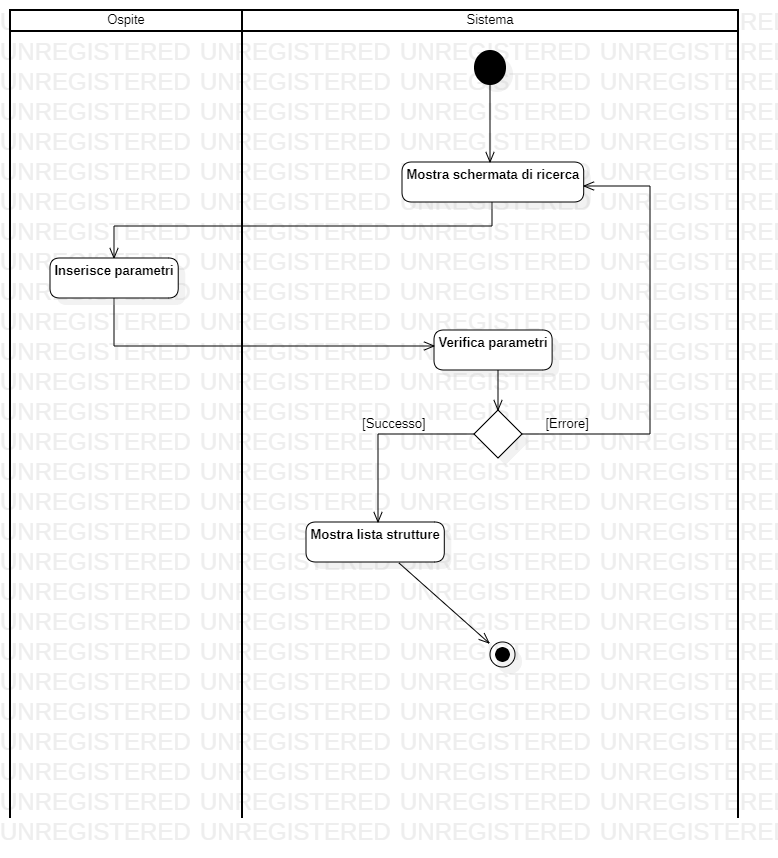 Ospite
Sistema
Mostra schermata di ricerca
Inserisce parametri
Verifica parametri
[Successo]
[Errore]
Mostra lista strutture
UNREGISTERED